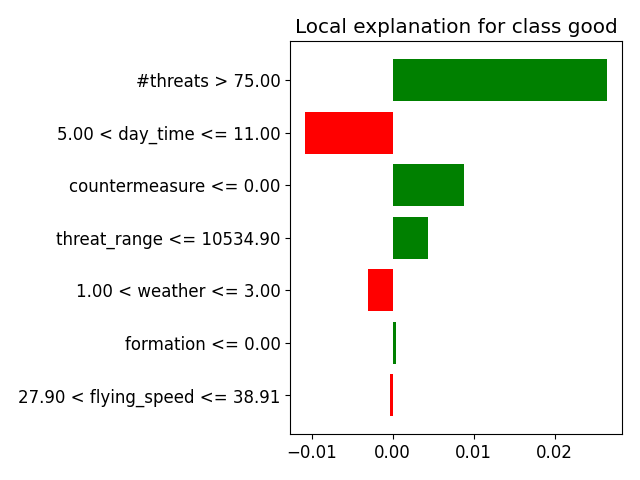 Local explanation for class good
#threats > 75.00
5.00 < day_time <= 11.00
countermeasure <= 0.00
threat_range <= 10534.90
1.00 < weather <= 3.00
formation <= 0.00
27.90 < flying_speed <= 38.91
−0.01 0.00 0.01 0.02